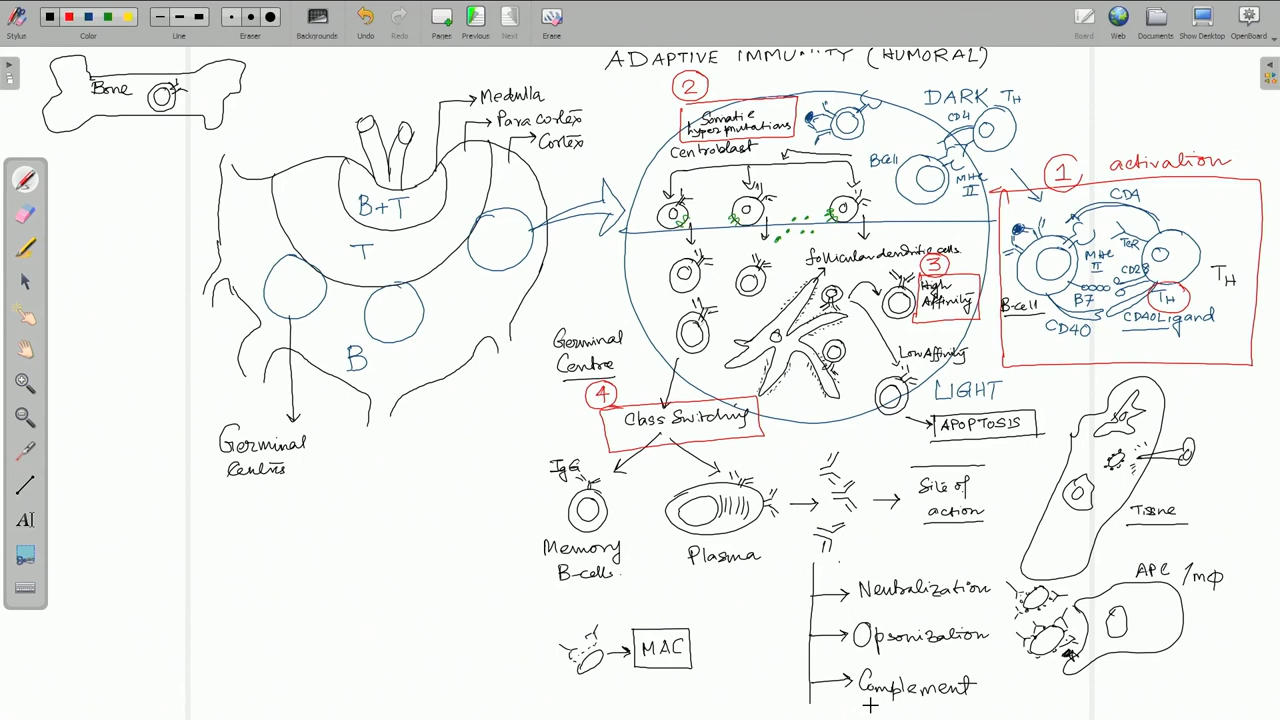 Stylus
Color
Line
Eraser
Backgrounds
Undo
Redo
Pages
Previous
Next
Erase
Board
Web
Documents
Show Desktop
OpenBoard
ADAPTIVE IMMUNITY (HUMORAL)
Bone
Medulla
Para cortex
Cortex
B+T
T
B
Germinal
Centres
2
Somatic
hypermutations
Centroblast
DARK
TH
CD4
B cell
MHC
II
1
activation
CD4
TCR
MHC
II
CD28
B7
TH
TH
B-cell
CD40
CD40Ligand
follicular dendritic cells
3
High
Affinity
Low Affinity
LIGHT
APOPTOSIS
Germinal
Centre
4
Class Switching
IgG
Memory
B-cells.
Plasma
Site of
action
Tissue
APC / mφ
Neutralization
Opsonization
Complement
MAC